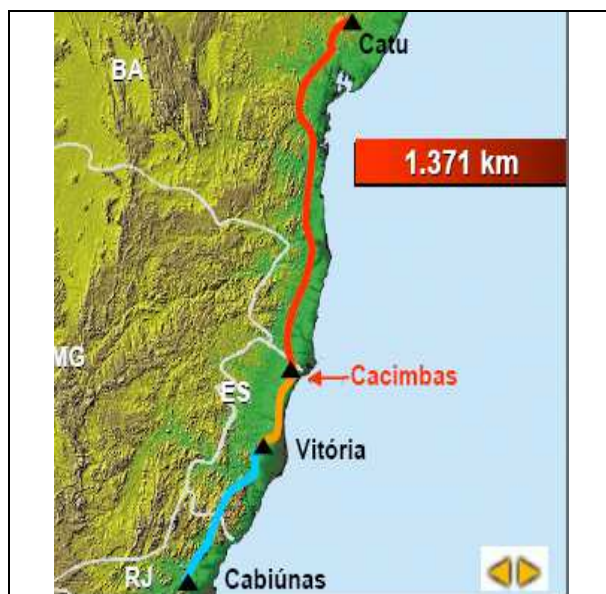 Catu
BA
1.371 km
MG
Cacimbas
ES
Vitória
RJ
Cabiúnas